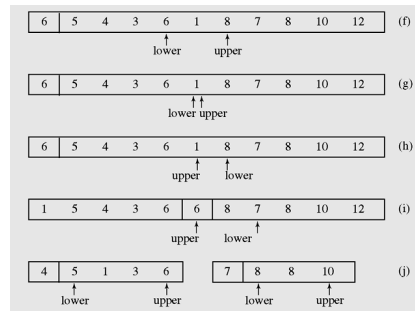 6 5 4 3 6 1 8 7 8 10 12 (f)
lower upper
6 5 4 3 6 1 8 7 8 10 12 (g)
lower upper
6 5 4 3 6 1 8 7 8 10 12 (h)
upper lower
1 5 4 3 6 6 8 7 8 10 12 (i)
upper lower
4 5 1 3 6 7 8 8 10 (j)
lower upper lower upper